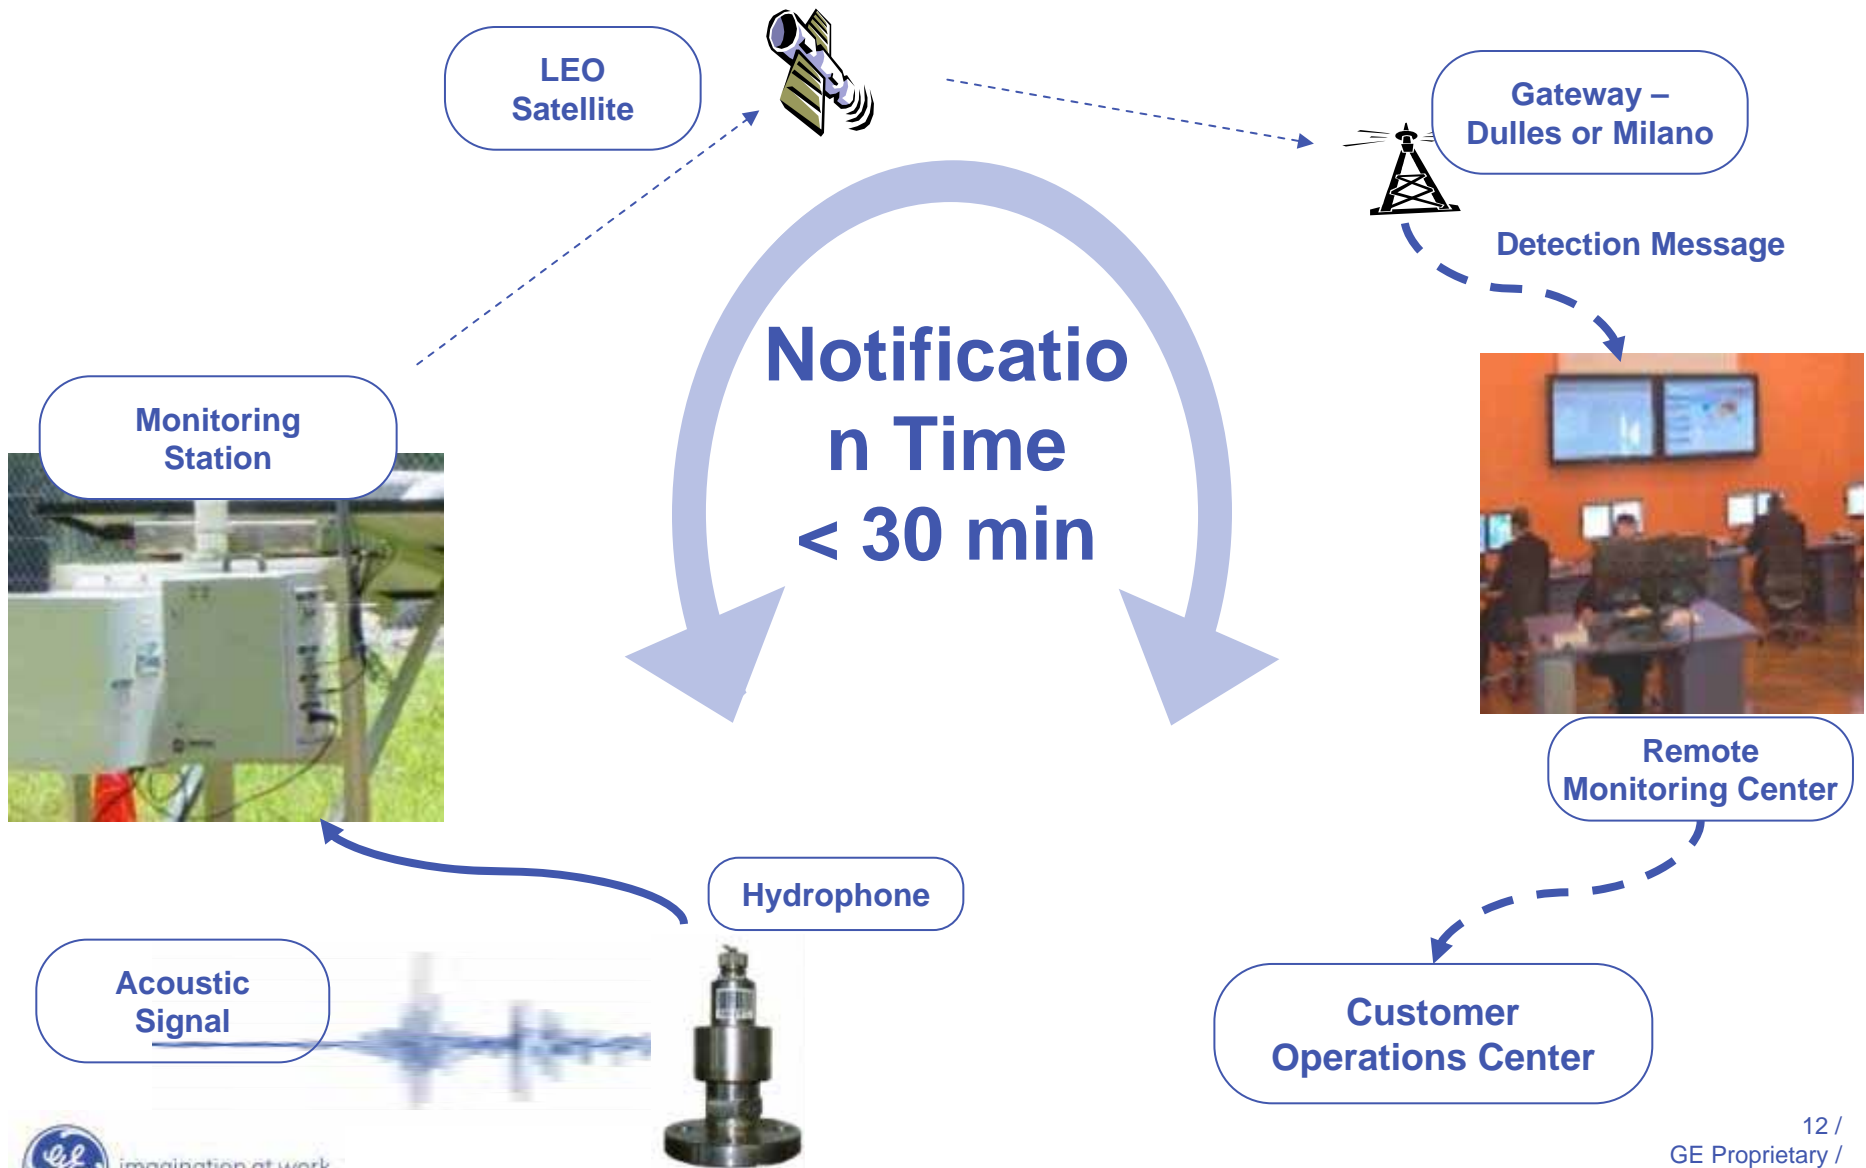 LEO
Satellite
Gateway –
Dulles or Milano
Detection Message
Notificatio
n Time
< 30 min
Monitoring
Station
Remote
Monitoring Center
Hydrophone
Acoustic
Signal
Customer
Operations Center
imagination at work
12 /
GE Proprietary /